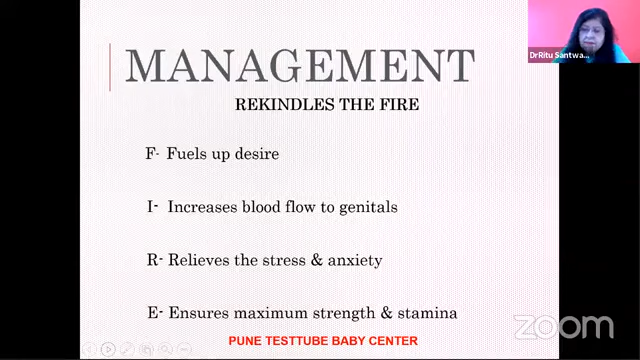 MANAGEMENT
REKINDLES THE FIRE
F- Fuels up desire
I- Increases blood flow to genitals
R- Relieves the stress & anxiety
E- Ensures maximum strength & stamina
PUNE TESTTUBE BABY CENTER
DrRitu Santwa...
zoom